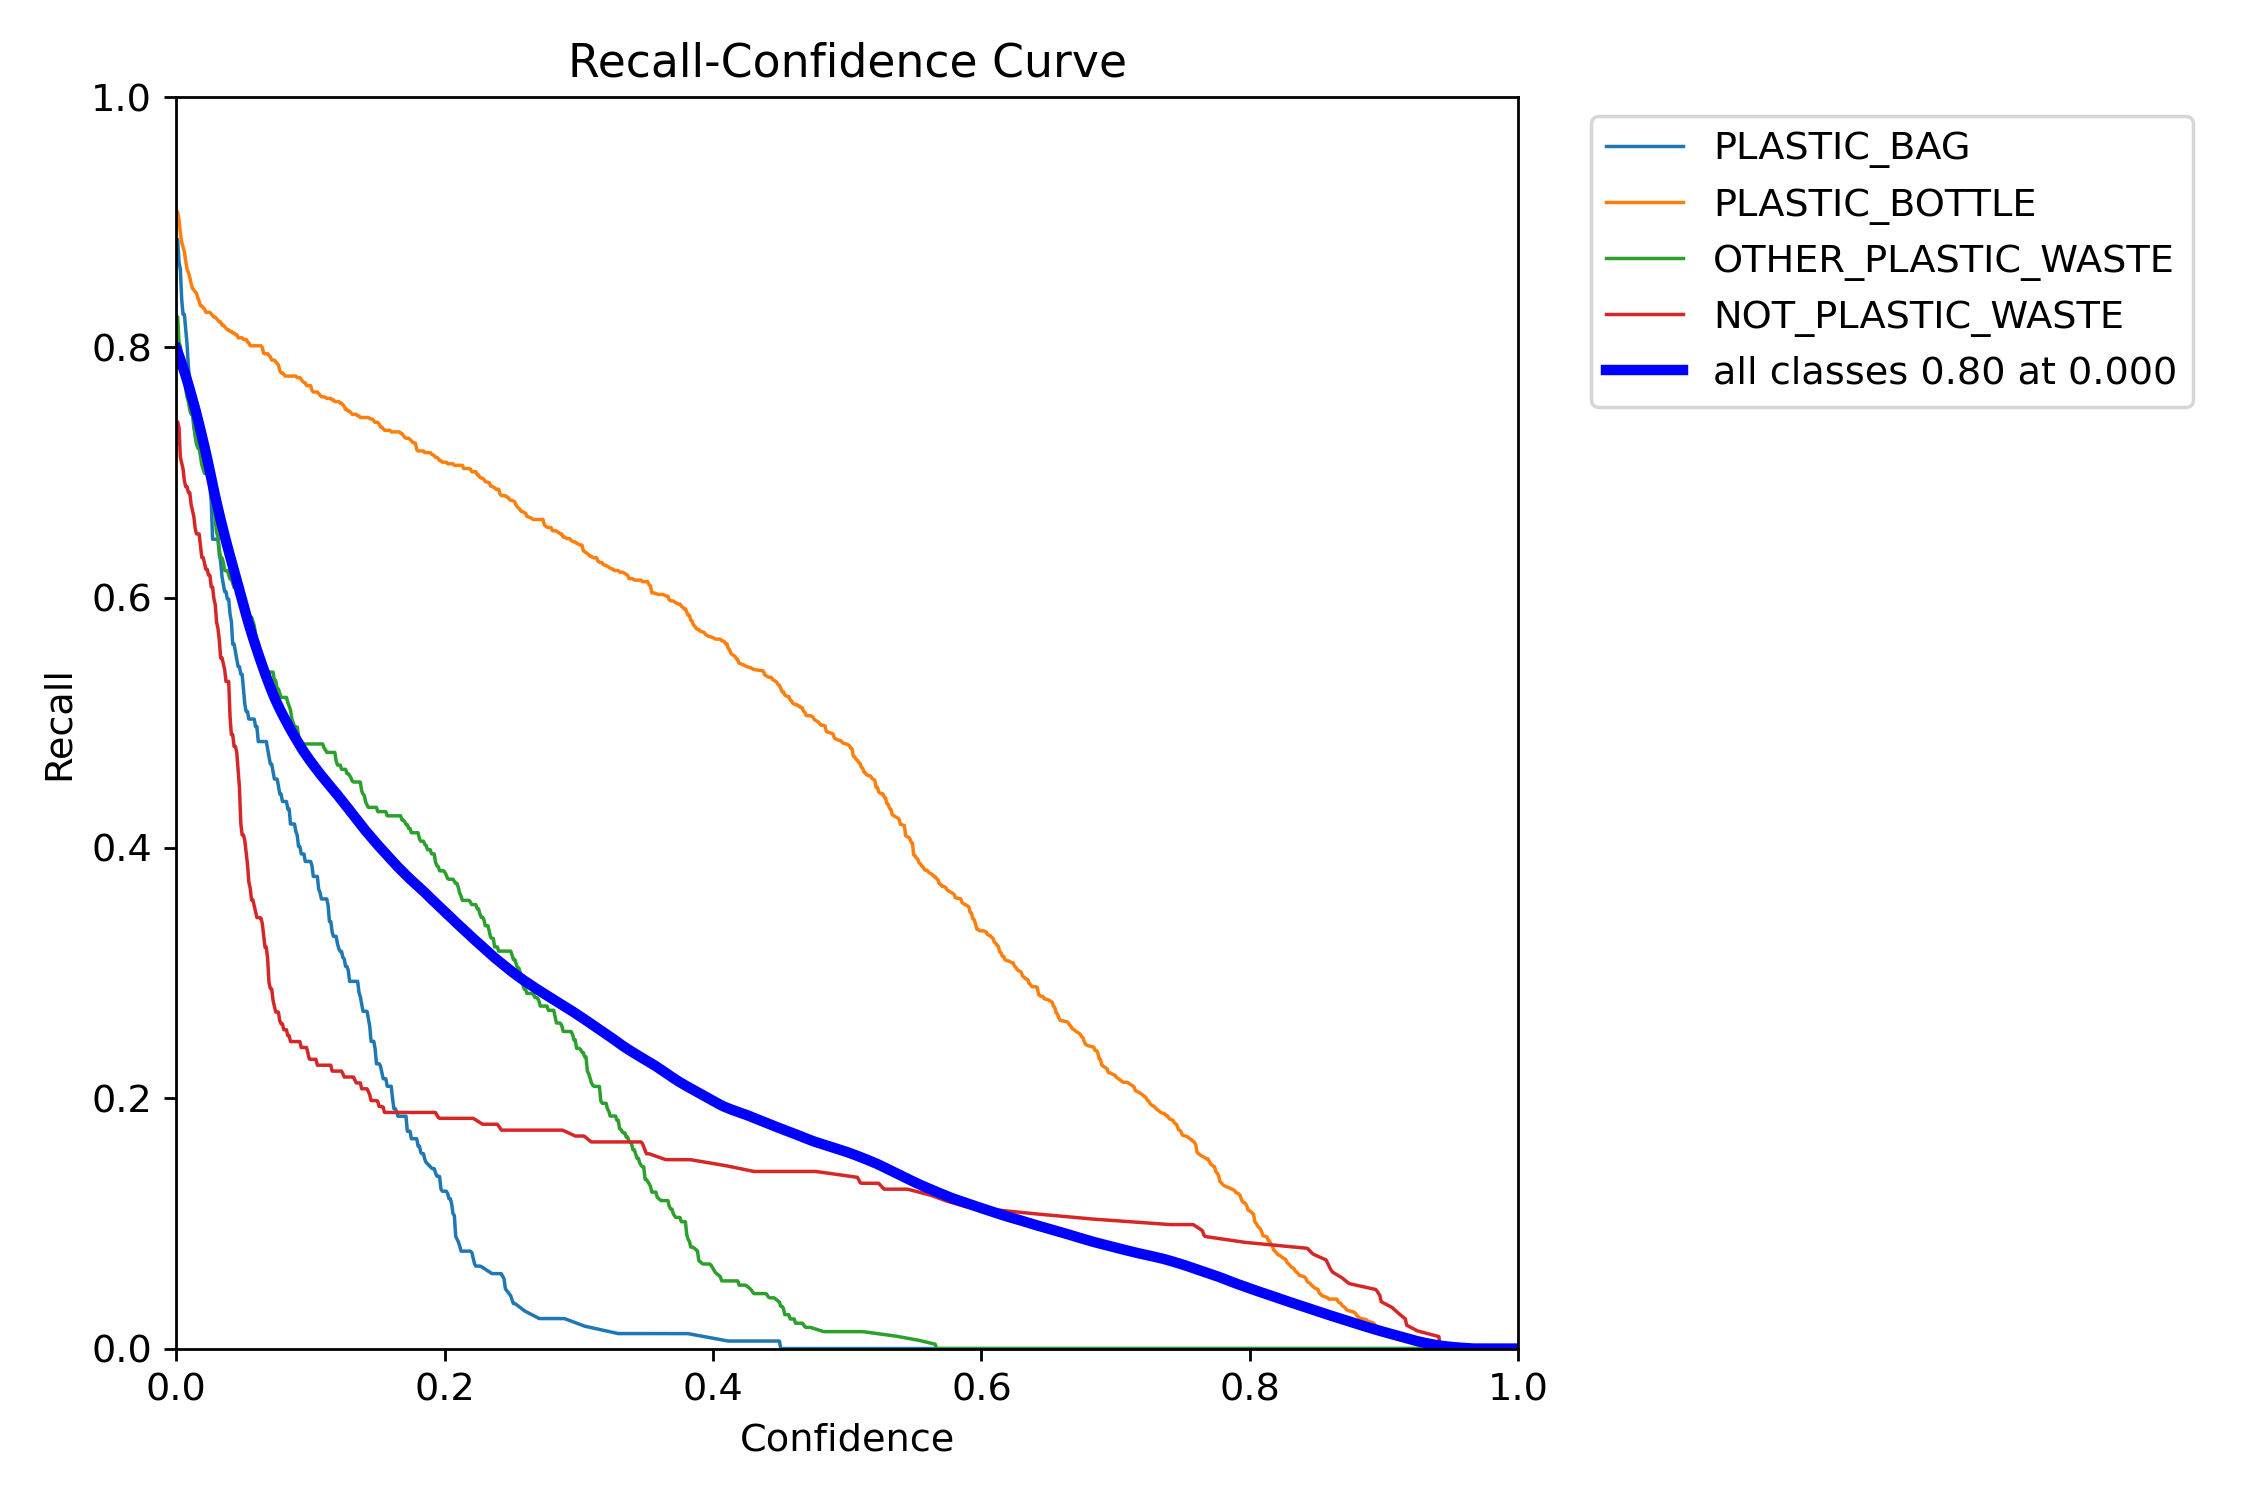 Recall-Confidence Curve
1.0
0.8
0.6
0.4
0.2
0.0
Recall
0.0 0.2 0.4 0.6 0.8 1.0
Confidence
PLASTIC_BAG
PLASTIC_BOTTLE
OTHER_PLASTIC_WASTE
NOT_PLASTIC_WASTE
all classes 0.80 at 0.000